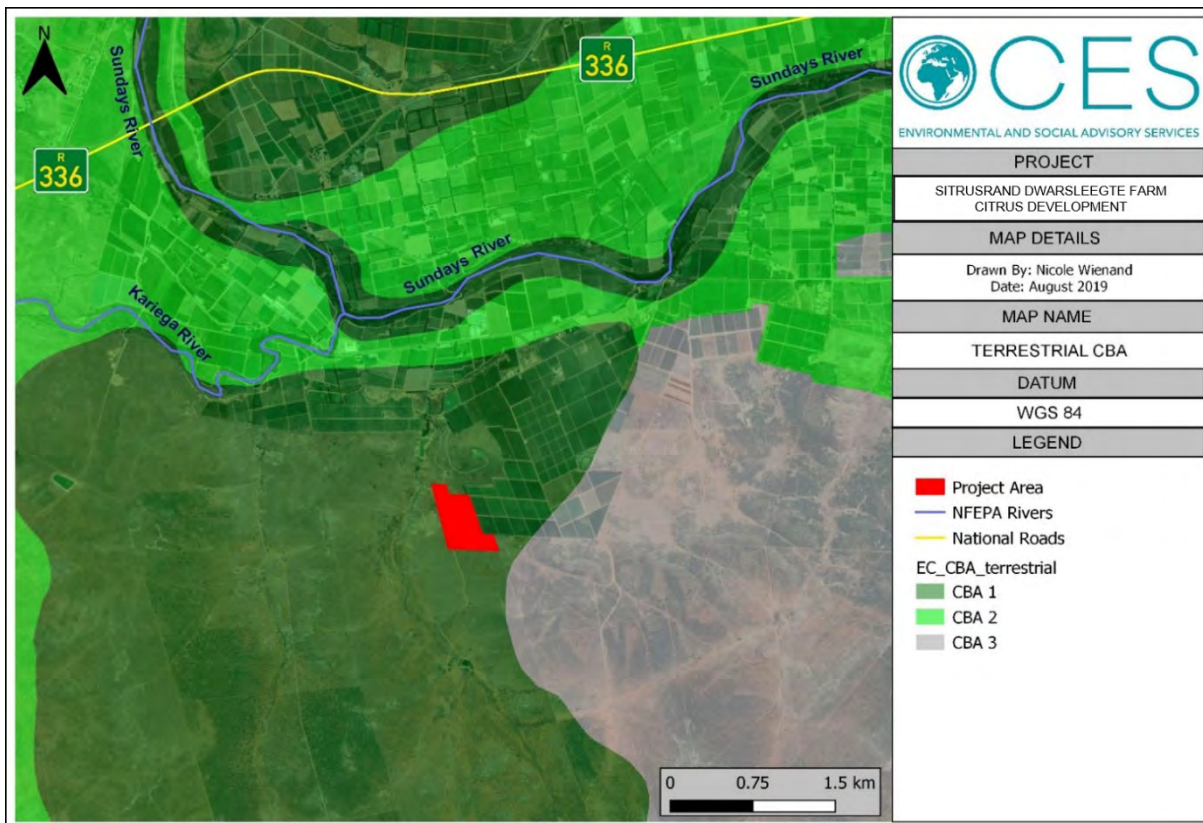 N
R
336
R
336
Sundays River
Sundays River
Sundays River
Kariega River
0 0.75 1.5 km
CES
ENVIRONMENTAL AND SOCIAL ADVISORY SERVICES
PROJECT
SITRUSRAND DWARSLEEGTE FARM
CITRUS DEVELOPMENT
MAP DETAILS
Drawn By: Nicole Wienand
Date: August 2019
MAP NAME
TERRESTRIAL CBA
DATUM
WGS 84
LEGEND
Project Area
NFEPA Rivers
National Roads
EC_CBA_terrestrial
CBA 1
CBA 2
CBA 3